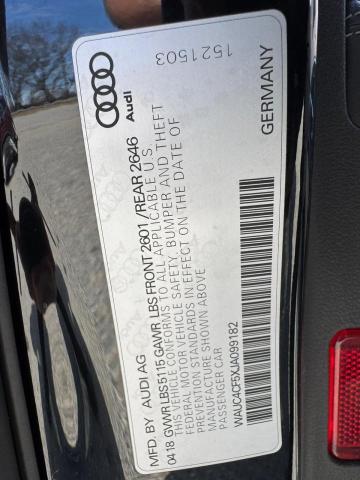 Audi
1521503
MFD. BY AUDI AG
04.18 GVWR LBS 5115 GAWR LBS FRONT 2601 /REAR 2646
THIS VEHICLE CONFORMS TO ALL APPLICABLE U.S.
FEDERAL MOTOR VEHICLE SAFETY, BUMPER AND THEFT
PREVENTION STANDARDS IN EFFECT ON THE DATE OF
MANUFACTURE SHOWN ABOVE
PASSENGER CAR
WAUC4CF5XJA099182
GERMANY